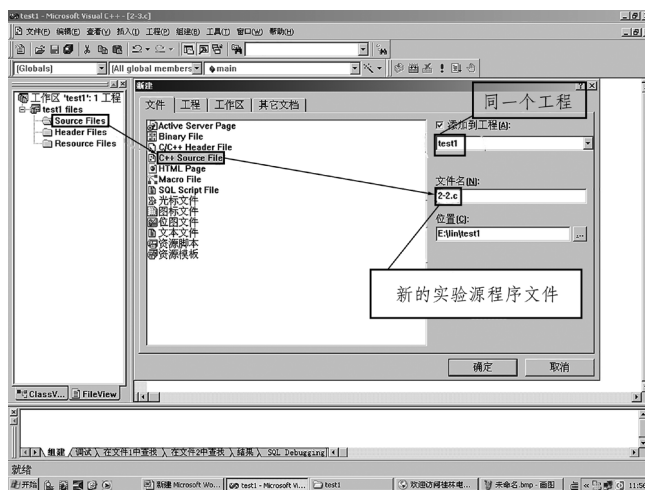 test1 - Microsoft Visual C++ - [2-3.c]
文件(F) 编辑(E) 查看(V) 插入(I) 工程(P) 组建(B) 工具(T) 窗口(W) 帮助(H)
[Globals] [All global members] main
工作区 'test1': 1 工程
test1 files
Source Files
Header Files
Resource Files
新建
文件 工程 工作区 其它文档
Active Server Page
Binary File
C/C++ Header File
C++ Source File
HTML Page
Macro File
SQL Script File
光标文件
图标文件
位图文件
文本文件
资源脚本
资源模板
同一个工程
添加到工程[A]:
test1
文件名[N]:
2-2.c
位置[C]:
E:\lin\test1
...
新的实验源程序文件
确定 取消
ClassV... FileView
组建 调试 在文件1中查找 在文件2中查找 结果 SQL Debugging
就绪
开始 新建 Microsoft Wo... test1 - Microsoft Vi... test1 欢迎访问桂林电... 未命名.bmp - 画图 11:56